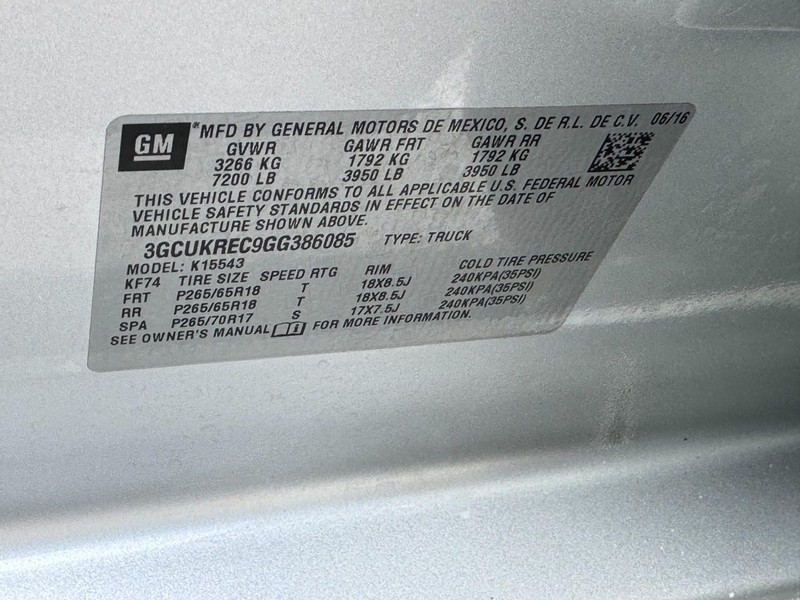 GM
*MFD BY GENERAL MOTORS DE MEXICO, S. DE R.L. DE C.V. 06/16
GVWR GAWR FRT GAWR RR
3266 KG 1792 KG 1792 KG
7200 LB 3950 LB 3950 LB
THIS VEHICLE CONFORMS TO ALL APPLICABLE U.S. FEDERAL MOTOR
VEHICLE SAFETY STANDARDS IN EFFECT ON THE DATE OF
MANUFACTURE SHOWN ABOVE.
3GCUKREC9GG386085 TYPE: TRUCK
MODEL: K15543
KF74 TIRE SIZE SPEED RTG RIM COLD TIRE PRESSURE
FRT P265/65R18 T 18X8.5J 240KPA(35PSI)
RR P265/65R18 T 18X8.5J 240KPA(35PSI)
SPA P265/70R17 S 17X7.5J 240KPA(35PSI)
SEE OWNER'S MANUAL FOR MORE INFORMATION.